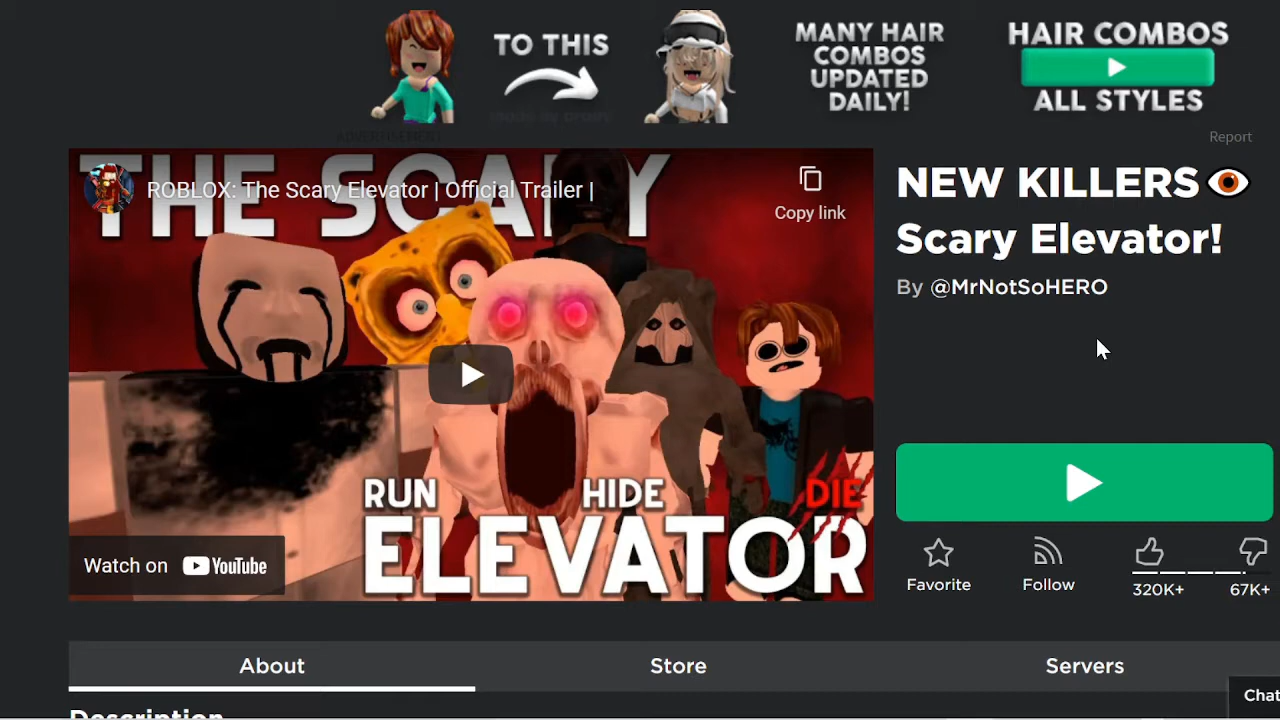 TO THIS
MANY HAIR
COMBOS
UPDATED
DAILY!
HAIR COMBOS
ALL STYLES
ADVERTISEMENT
Report
THE SCARY
ROBLOX: The Scary Elevator | Official Trailer |
Copy link
RUN HIDE DIE
ELEVATOR
Watch on YouTube
NEW KILLERS
Scary Elevator!
By @MrNotSoHERO
Favorite
Follow
320K+
67K+
About
Store
Servers
Chat
Description